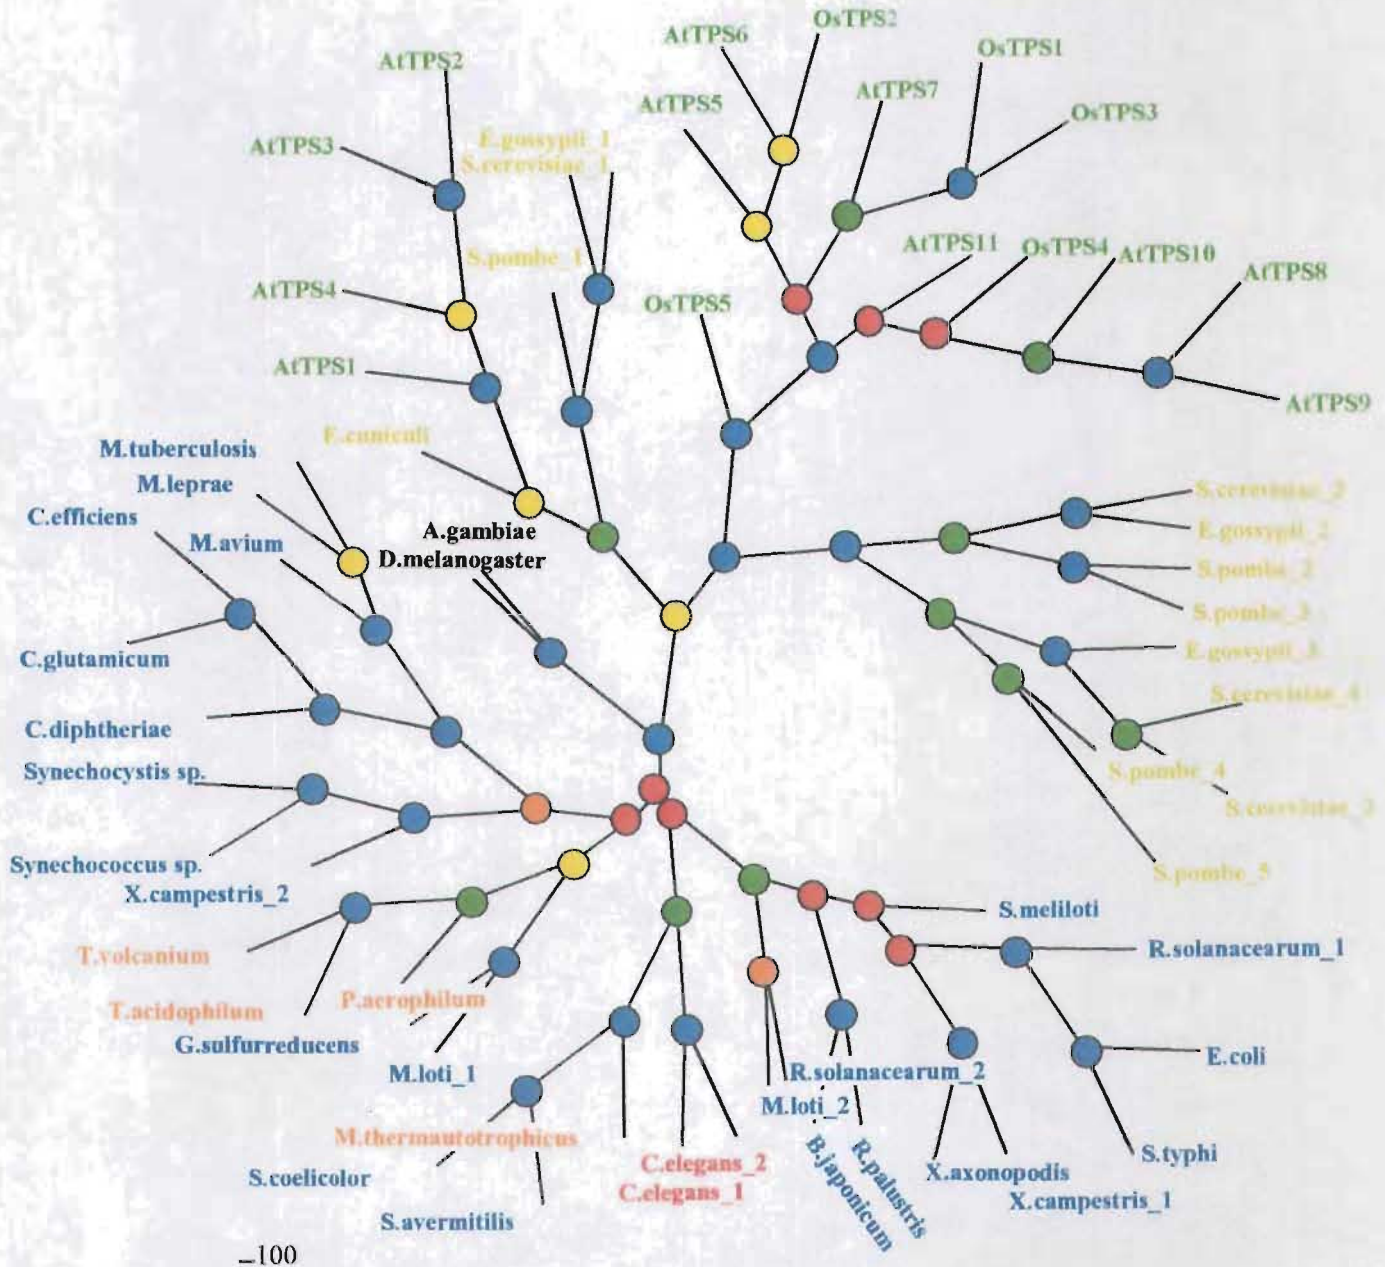 OsTPS2
AtTPS6
OsTPS1
AtTPS2
AtTPS7
AtTPS5
OsTPS3
E.gossypii_1
AtTPS3
S.cerevisiae_1
AtTPS11
OsTPS4
AtTPS10
S.pombe_1
AtTPS8
AtTPS4
OsTPS5
AtTPS1
AtTPS9
E.cuniculi
M.tuberculosis
M.leprae
S.cerevisiae_2
C.efficiens
E.gossypii_2
A.gambiae
M.avium
D.melanogaster
S.pombe_2
S.pombe_3
E.gossypii_3
C.glutamicum
S.cerevisiae_4
C.diphtheriae
Synechocystis sp.
S.pombe_4
S.cerevisiae_3
Synechococcus sp.
S.pombe_5
X.campestris_2
S.meliloti
R.solanacearum_1
T.volcanium
P.aerophilum
T.acidophilum
G.sulfurreducens
E.coli
M.loti_1
R.solanacearum_2
M.loti_2
M.thermautotrophicus
S.typhi
C.elegans_2
X.axonopodis
S.coelicolor
C.elegans_1
R.palustris
B.japonicum
X.campestris_1
S.avermitilis
–100